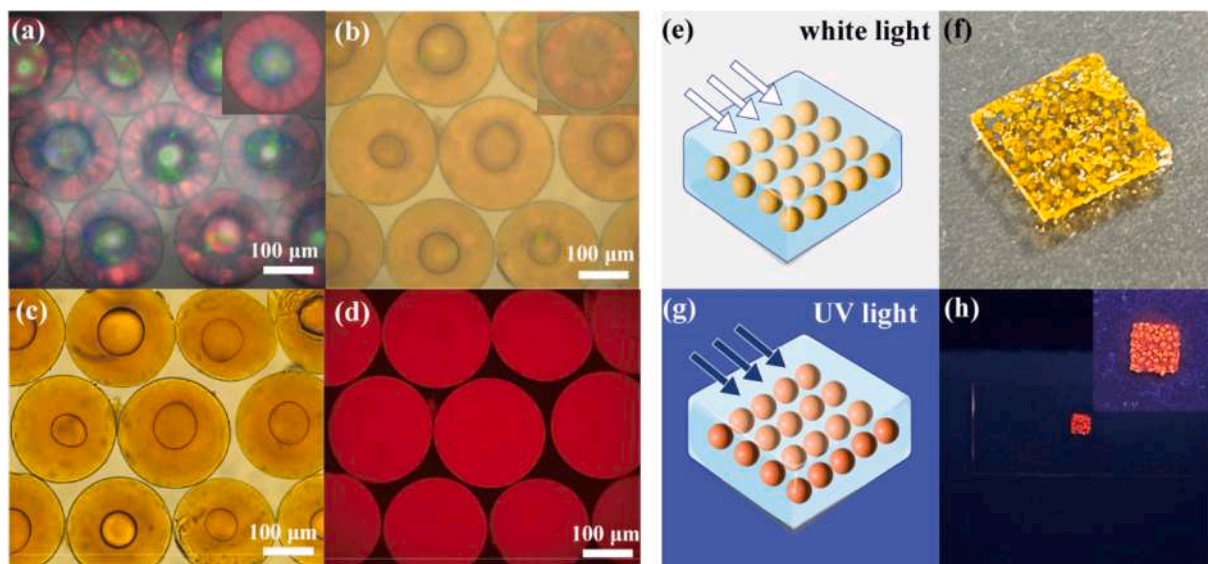 (a)
(b)
(e)
white light
(f)
100 μm
100 μm
(c)
(d)
(g)
UV light
(h)
100 μm
100 μm